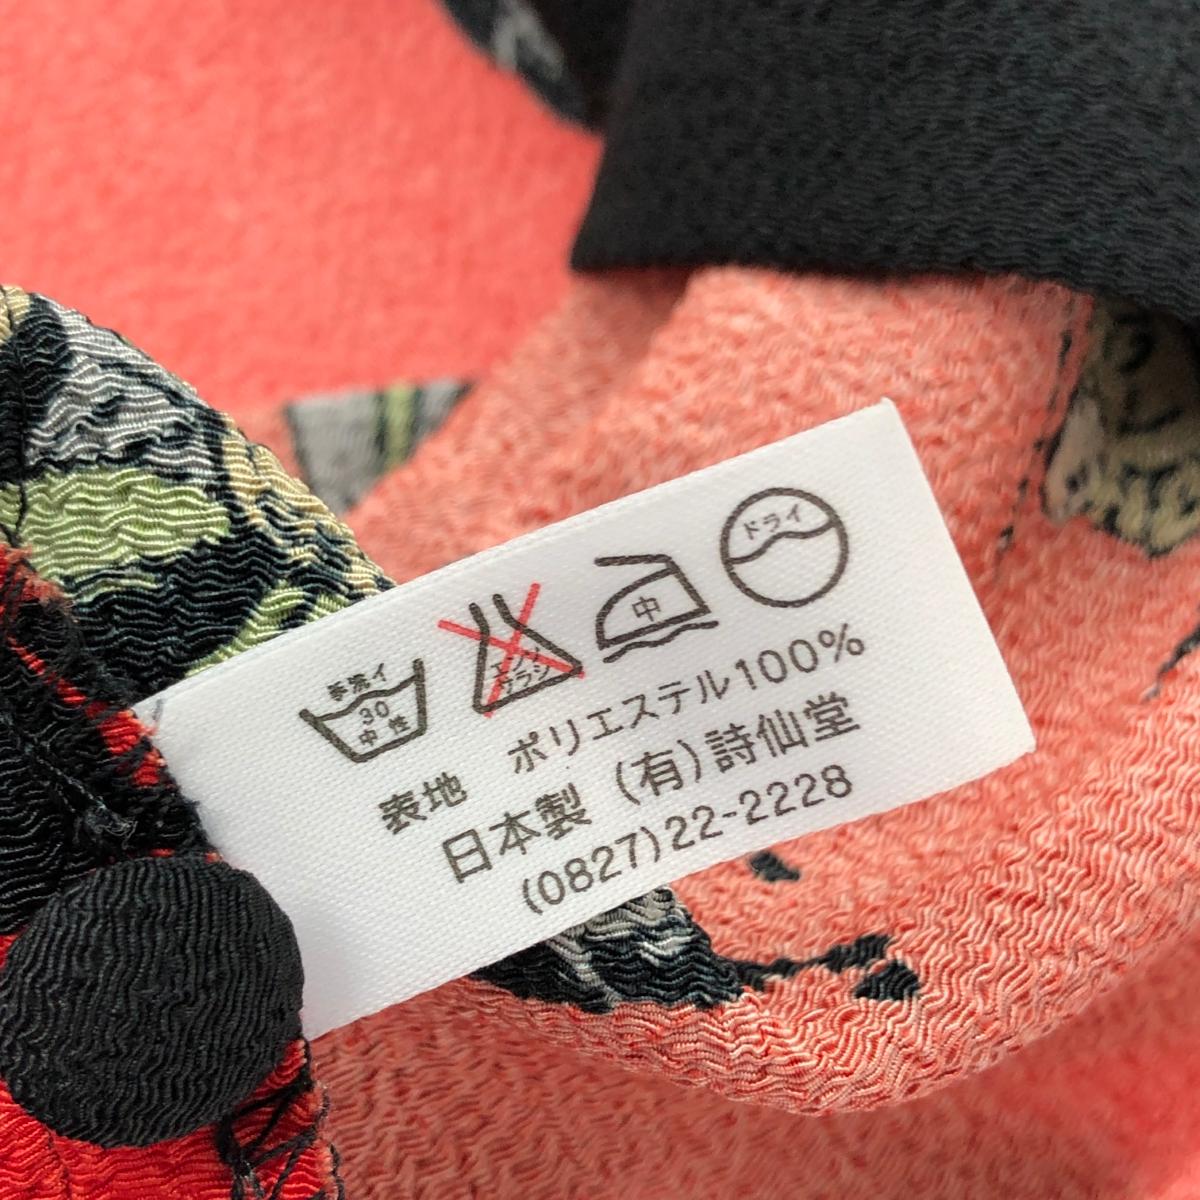 手洗イ
30
中性
エンソ
サラシ
中
ドライ
表地 ポリエステル100%
日本製 (有)詩仙堂
(0827)22-2228